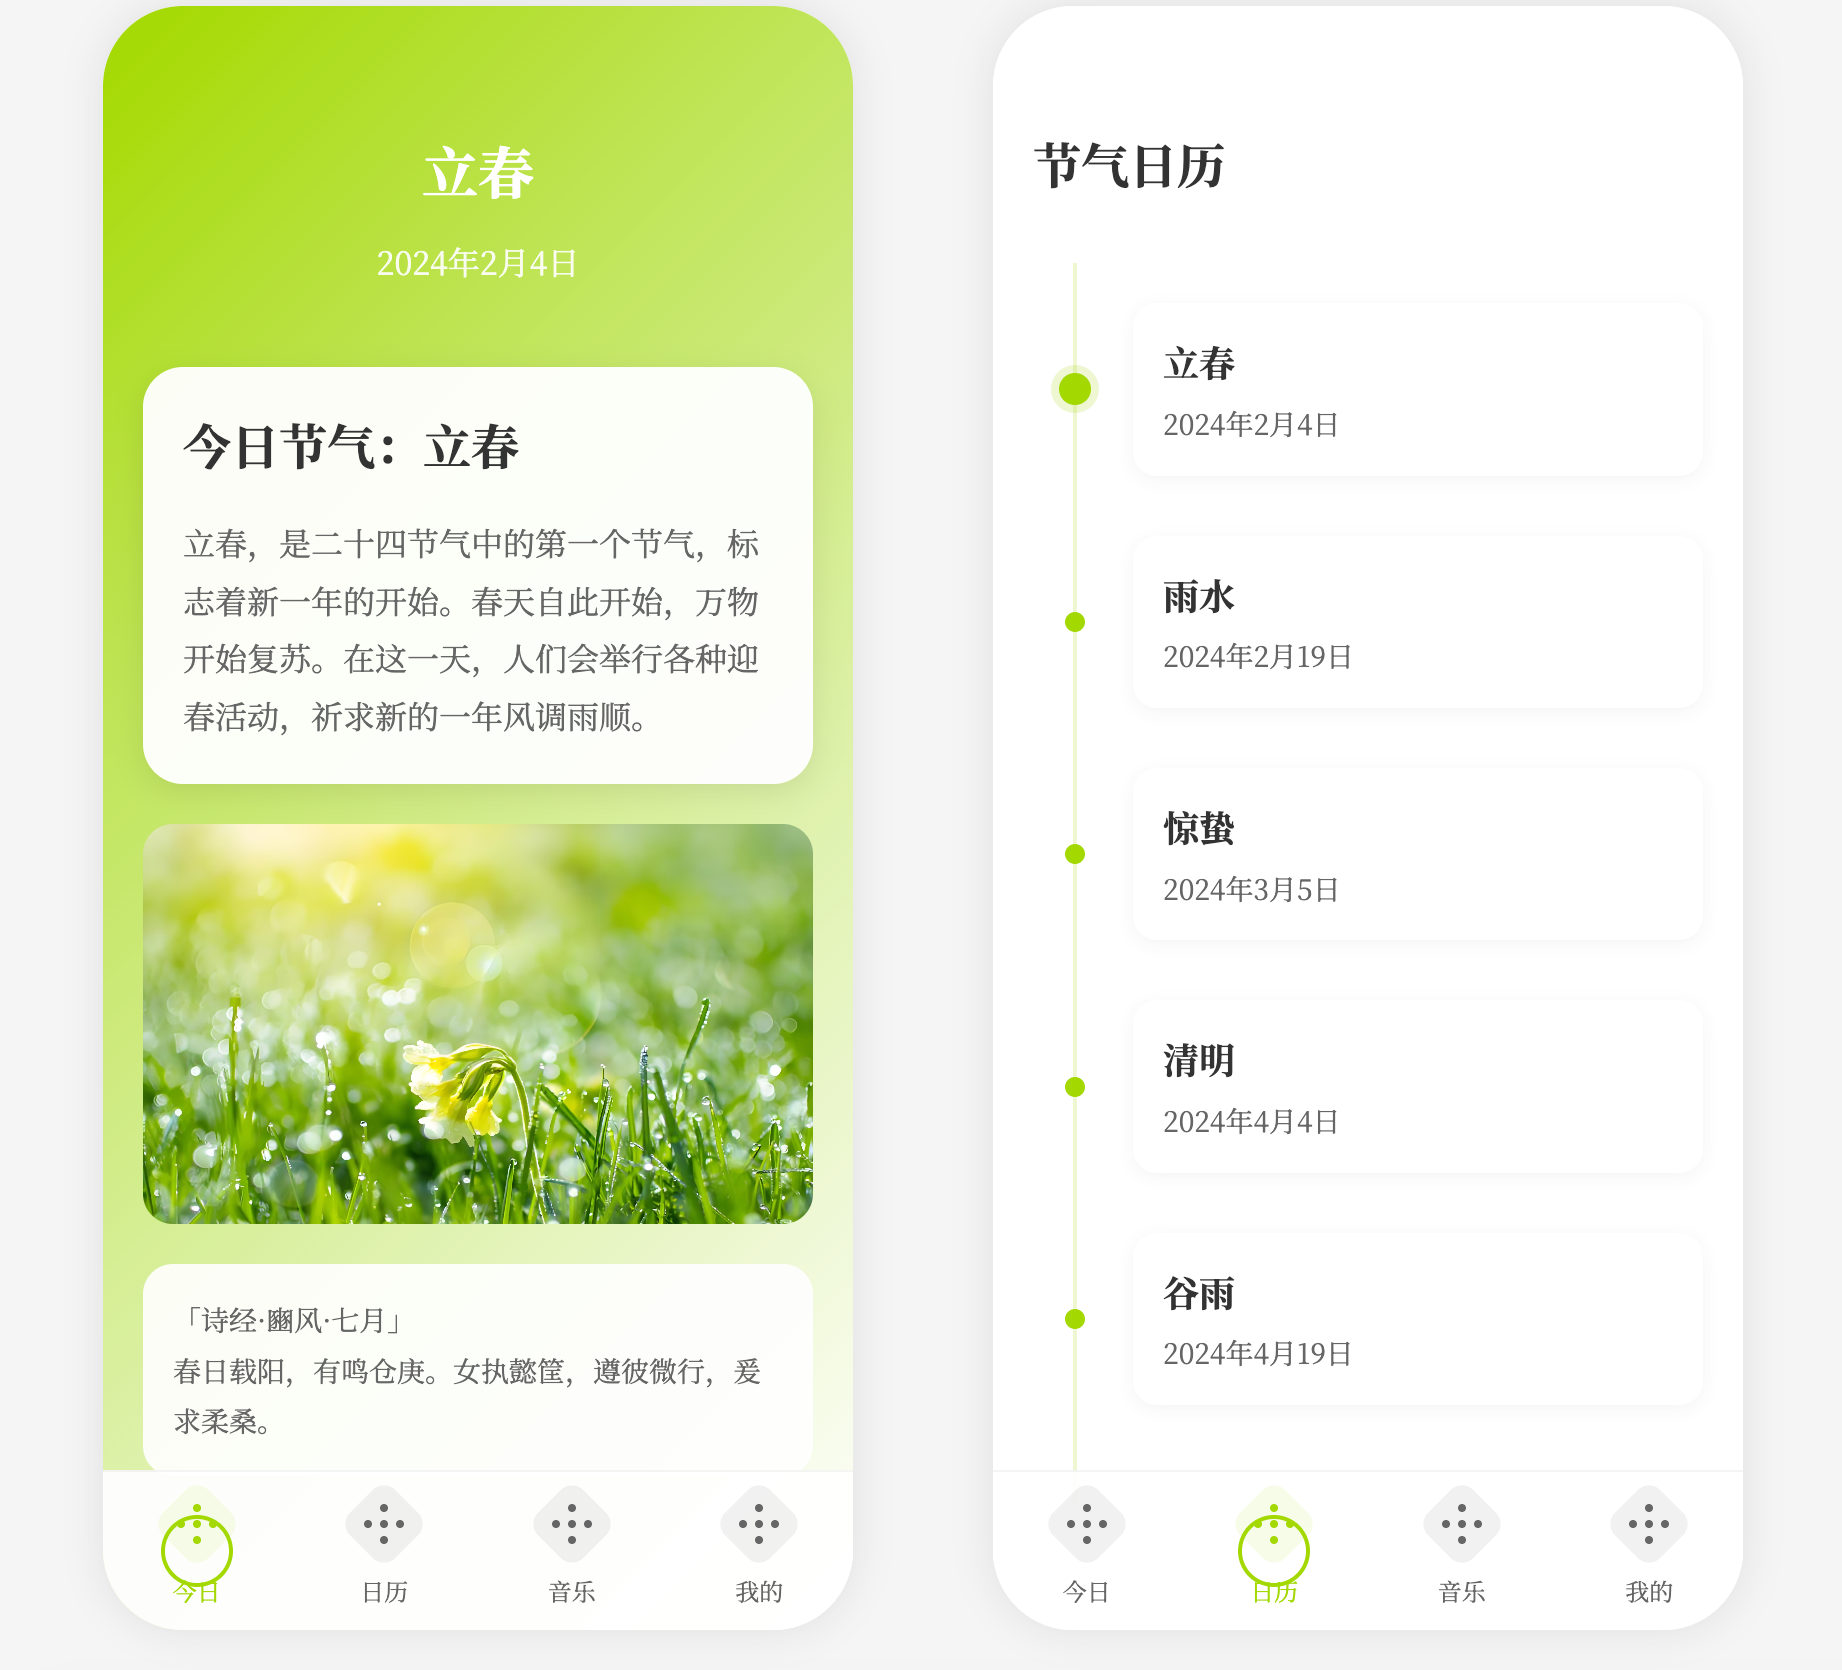 立春
2024年2月4日
今日节气：立春
立春，是二十四节气中的第一个节气，标
志着新一年的开始。春天自此开始，万物
开始复苏。在这一天，人们会举行各种迎
春活动，祈求新的一年风调雨顺。
「诗经·豳风·七月」
春日载阳，有鸣仓庚。女执懿筐，遵彼微行，爰
求柔桑。
今日
日历
音乐
我的
节气日历
立春
2024年2月4日
雨水
2024年2月19日
惊蛰
2024年3月5日
清明
2024年4月4日
谷雨
2024年4月19日
今日
日历
音乐
我的